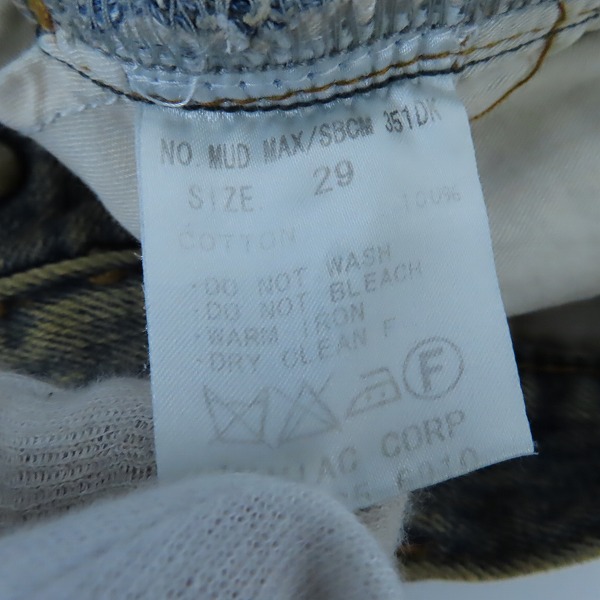 NO MUD MAX/SBCM 351DK
SIZE 29
COTTON 100%
·DO NOT WASH
·DO NOT BLEACH
·WARM IRON
·DRY CLEAN F
F
CORP